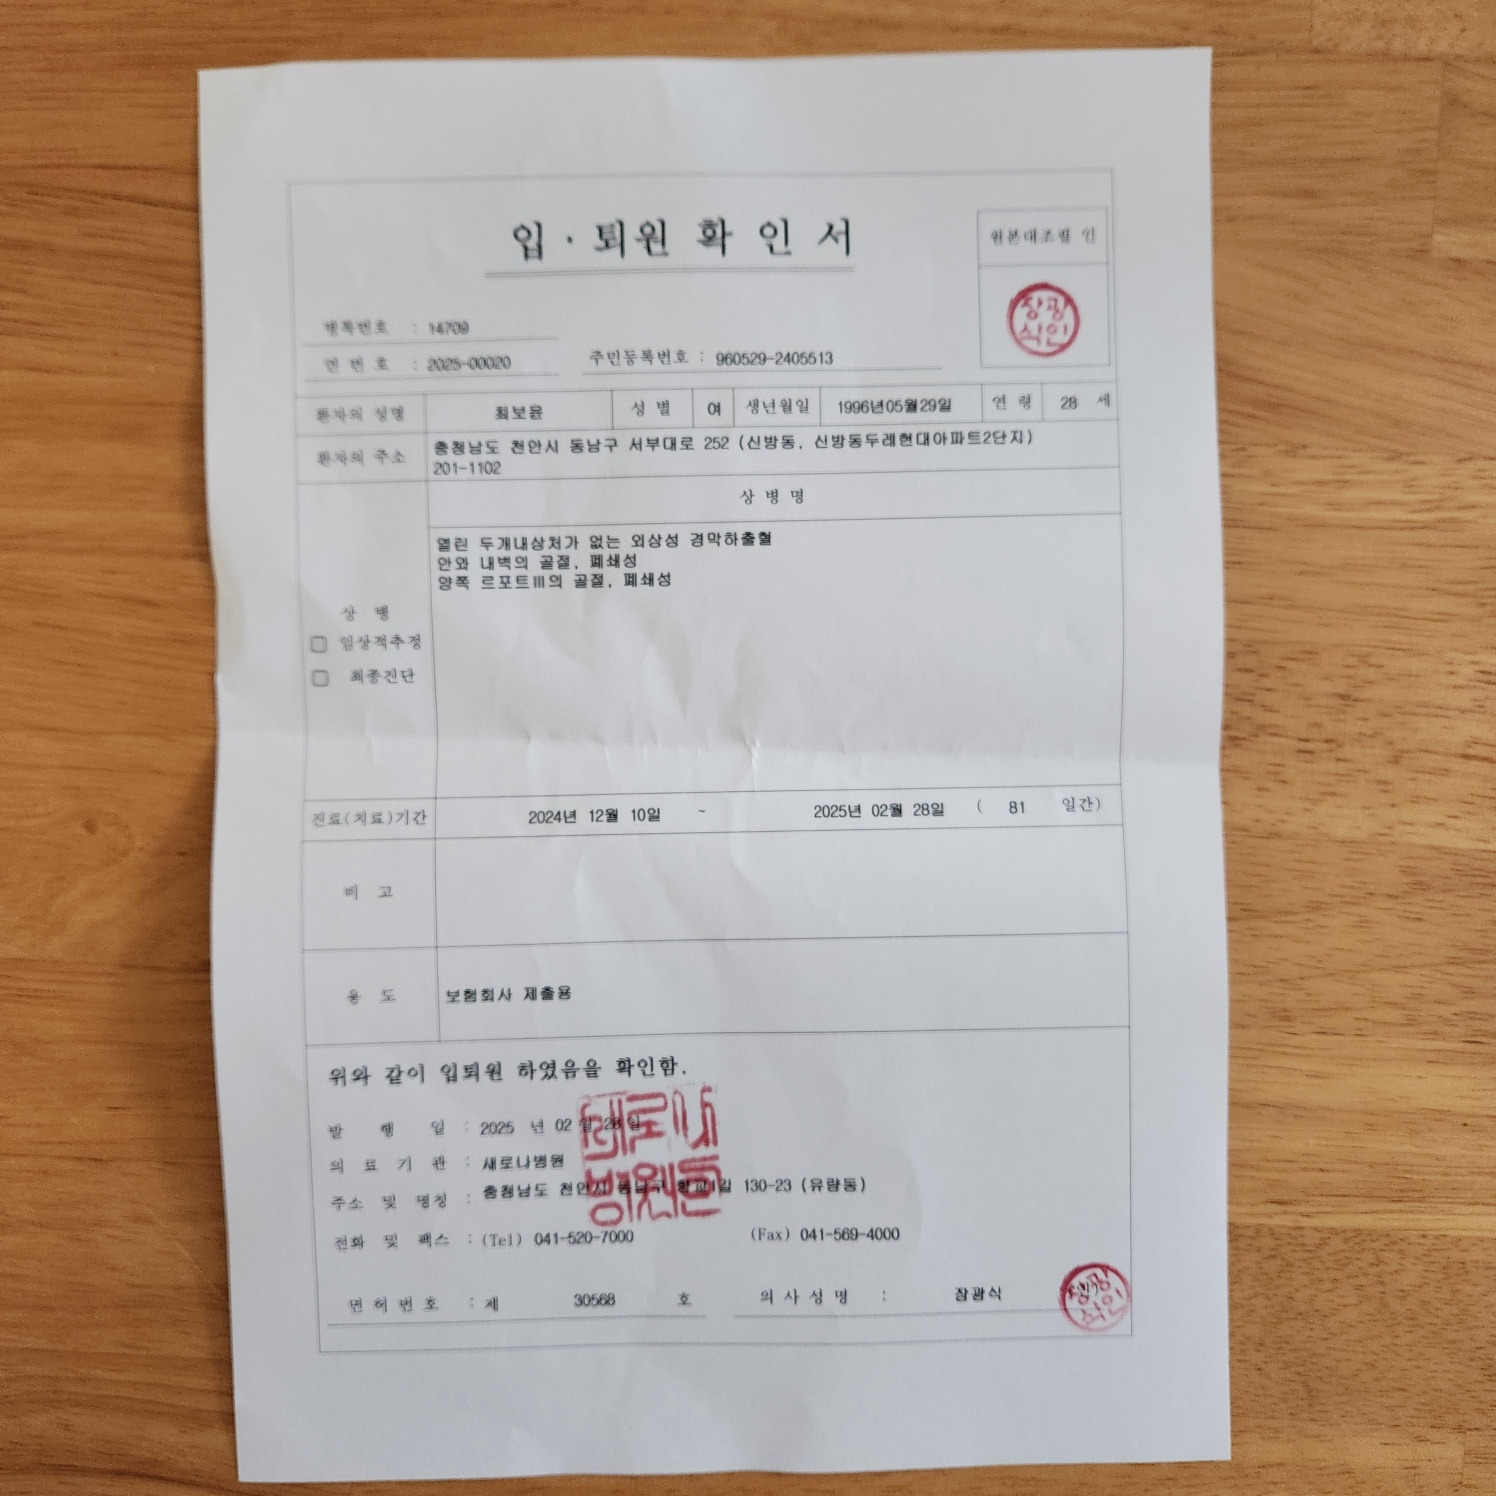 입·퇴원 확인서
원본대조필 인
장광
식인
병록번호 : 14709
연번호 : 2025-00020 주민등록번호 : 960529-2405513
환자의 성명 최보윤 성별 여 생년월일 1996년05월29일 연령 28 세
환자의 주소 충청남도 천안시 동남구 서부대로 252 (신방동, 신방동두레현대아파트2단지)
201-1102
상병명
열린 두개내상처가 없는 외상성 경막하출혈
안와 내벽의 골절, 폐쇄성
양쪽 르포트III의 골절, 폐쇄성
상 병
□ 임상적추정
□ 최종진단
진료(치료)기간 2024년 12월 10일 ~ 2025년 02월 28일 ( 81 일간)
비 고
용 도 보험회사 제출용
위와 같이 입퇴원 하였음을 확인함.
발 행 일 : 2025 년 02 월 28 일
의료기관 : 새로나병원
주소 및 명칭 : 충청남도 천안시 동남구 향교1길 130-23 (유량동)
전화 및 팩스 : (Tel) 041-520-7000 (Fax) 041-569-4000
면허번호 : 제 30568 호 의사성명 : 장광식
장광
식인